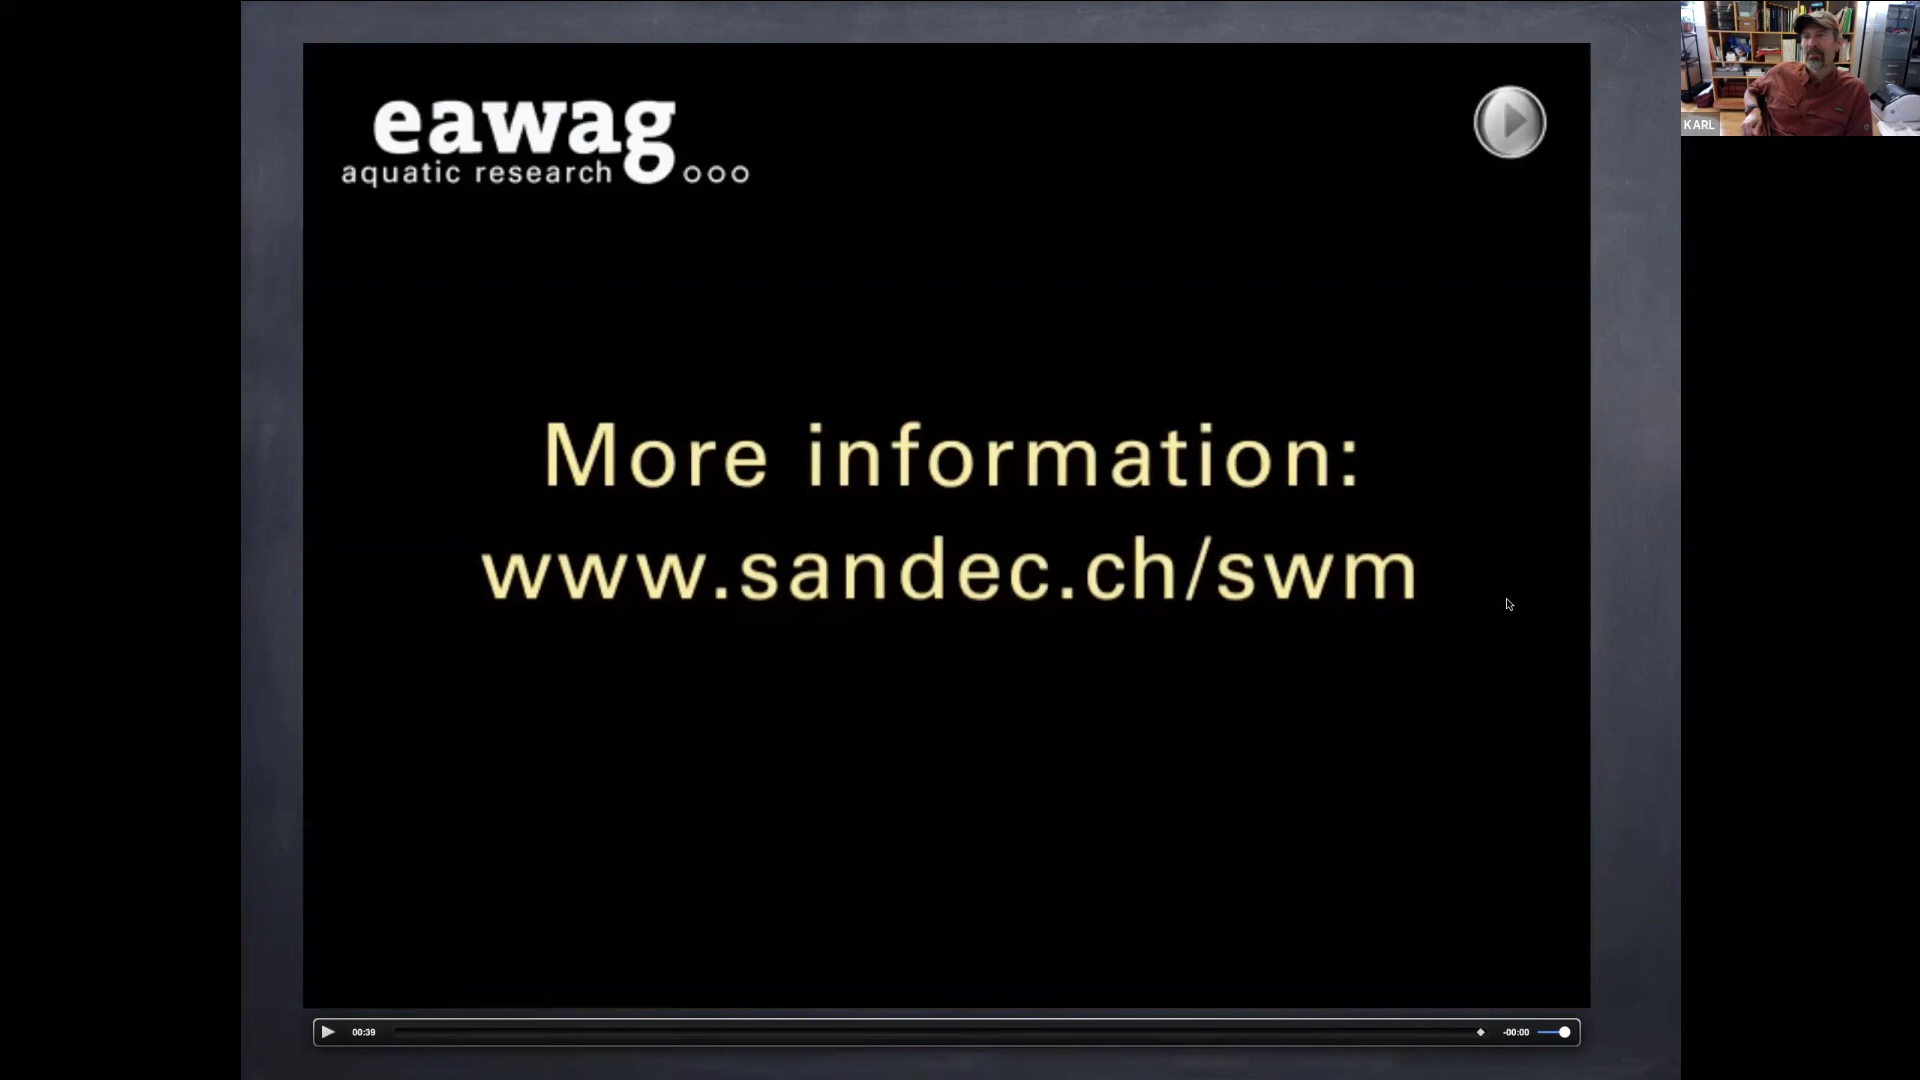 eawag
aquatic research
More information:
www.sandec.ch/swm
KARL
00:39
-00:00